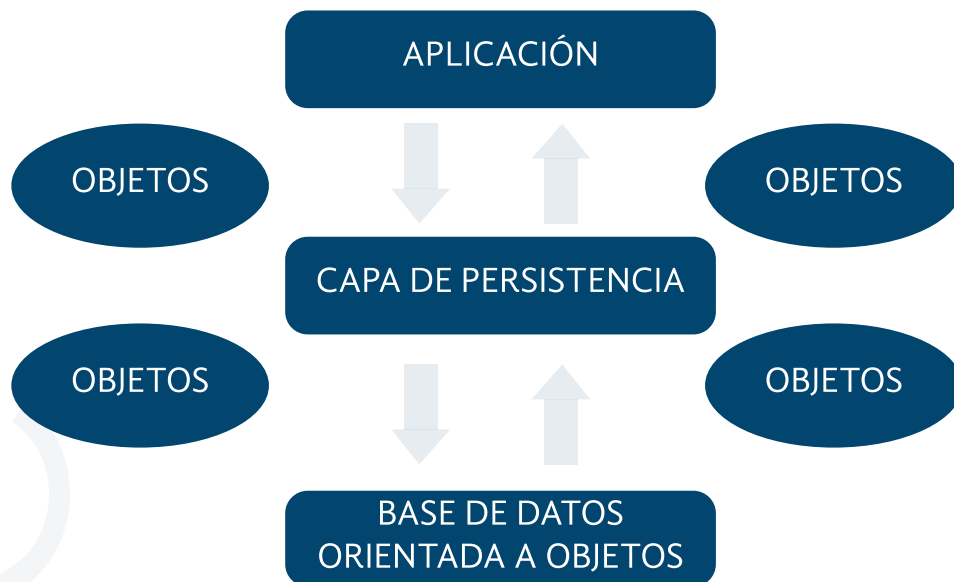 APLICACIÓN
OBJETOS
OBJETOS
CAPA DE PERSISTENCIA
OBJETOS
OBJETOS
BASE DE DATOS
ORIENTADA A OBJETOS